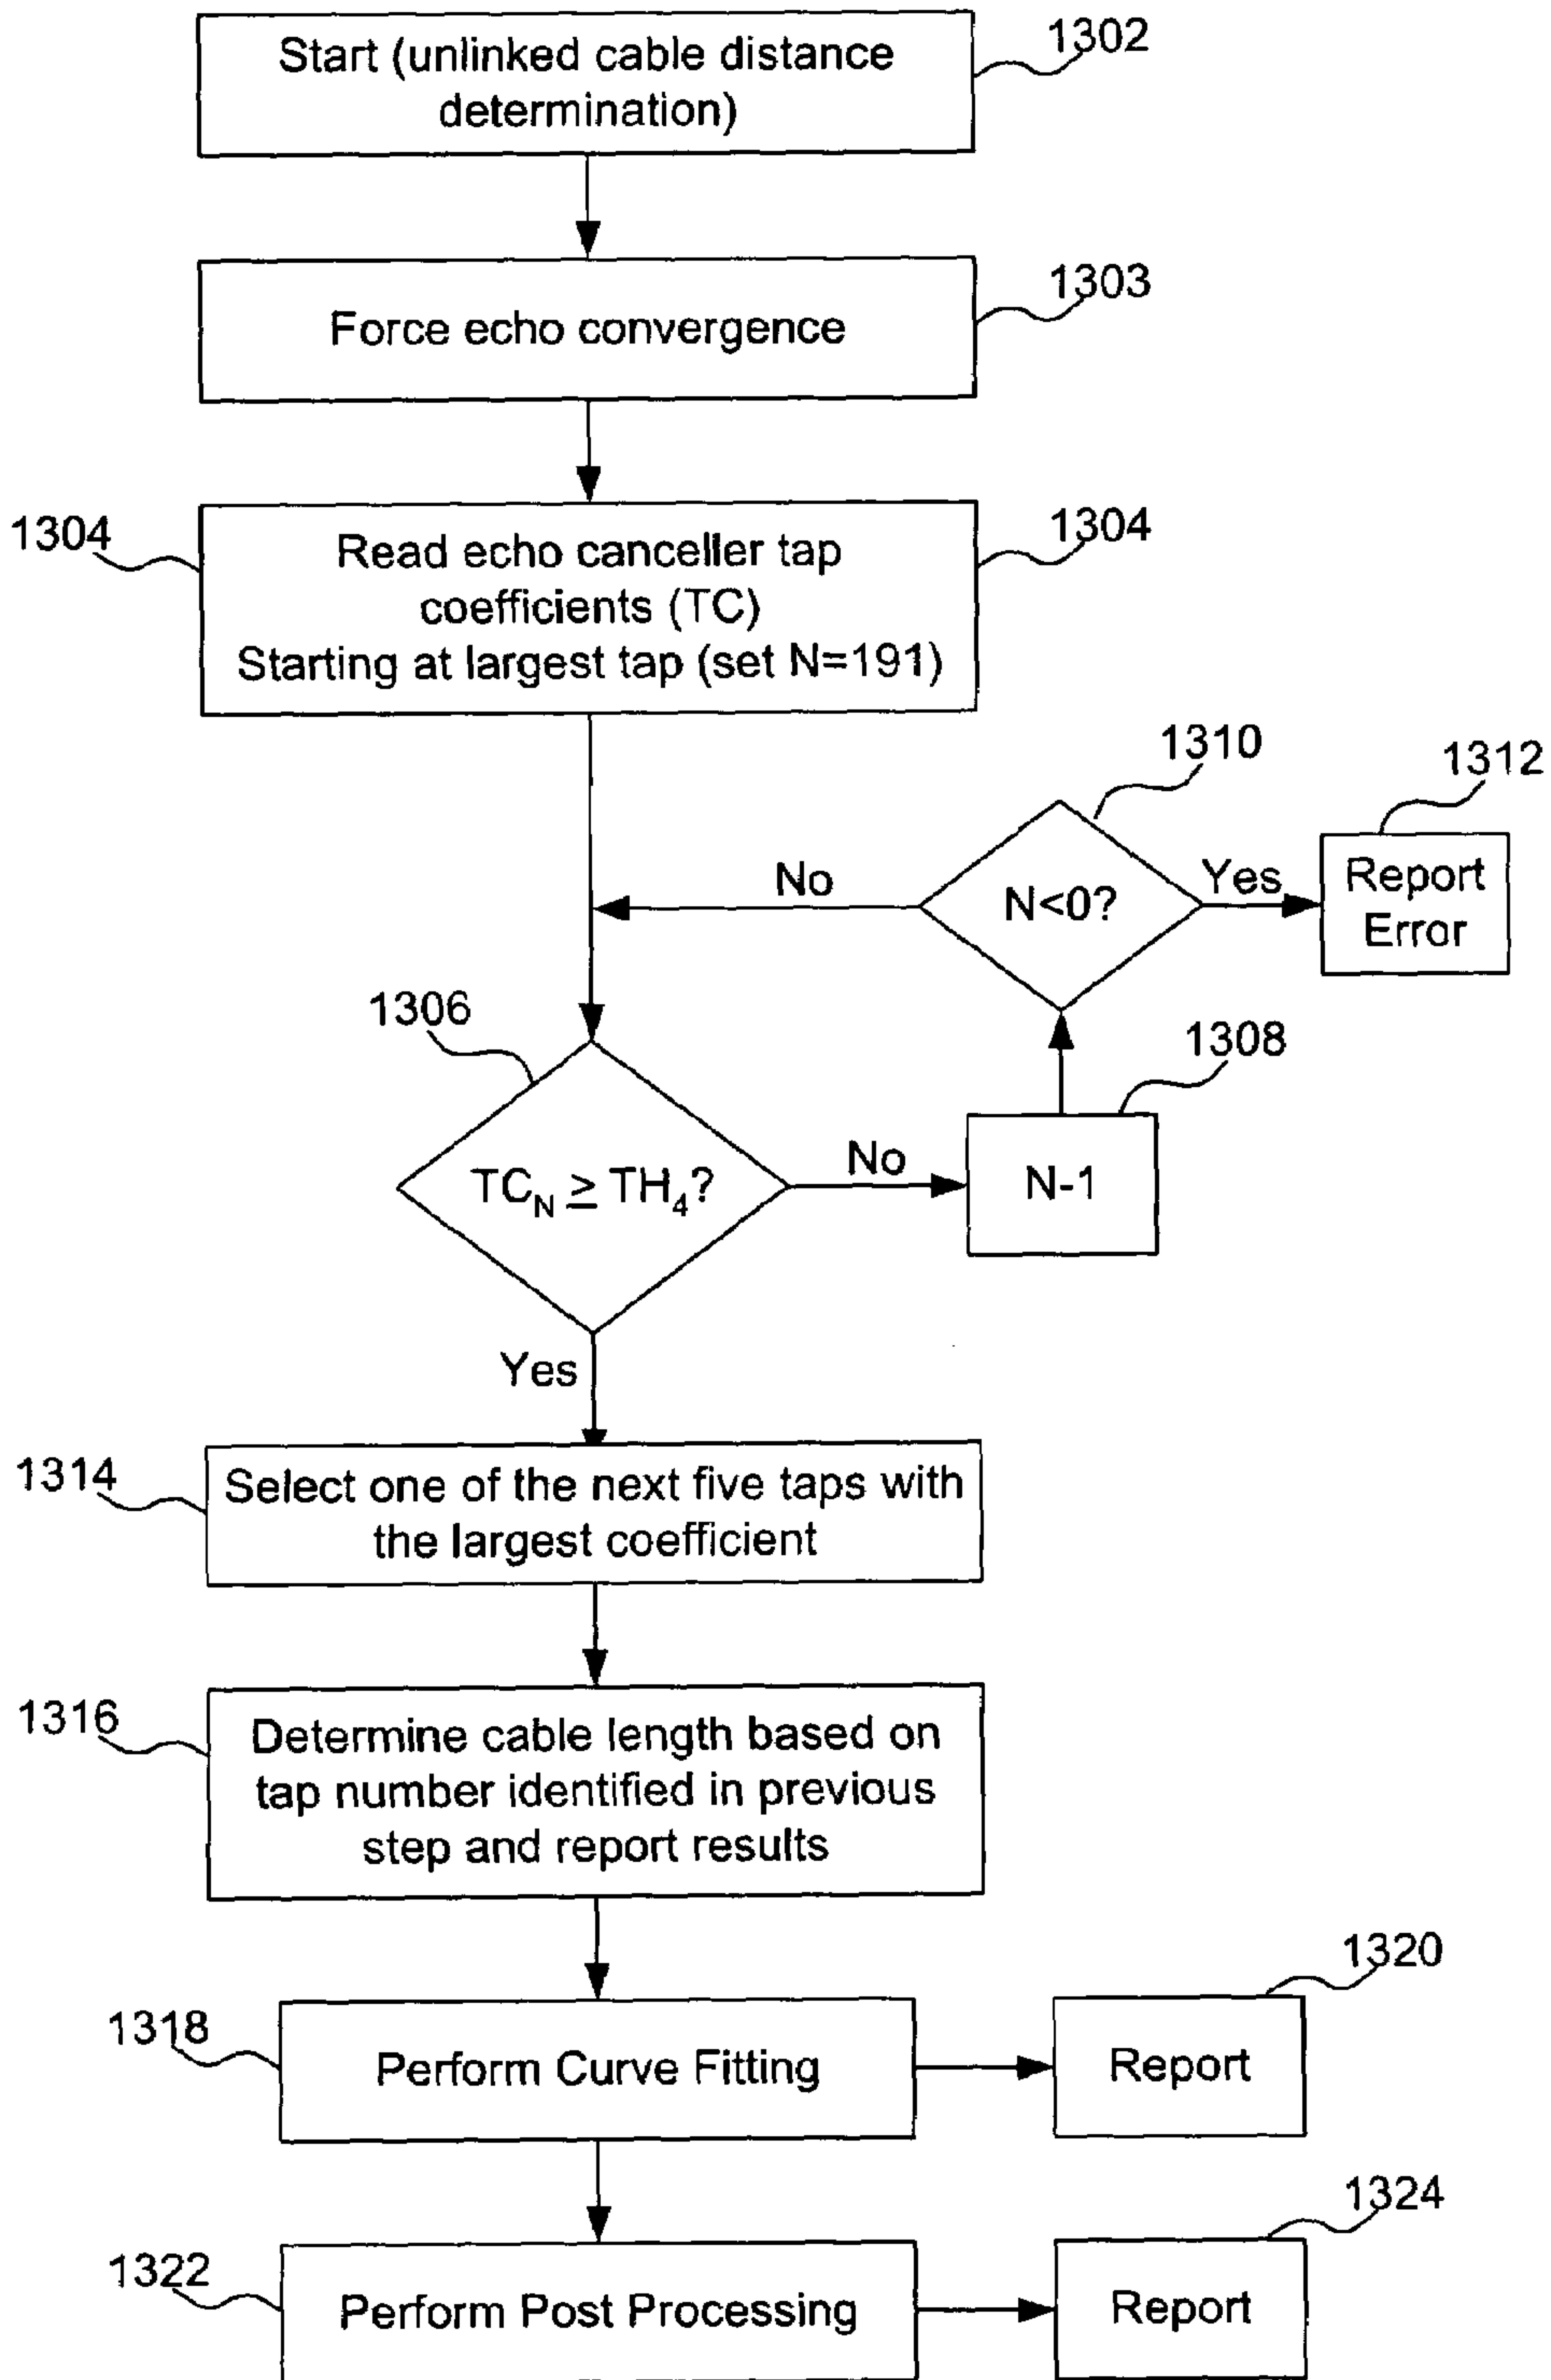 1302
Start (unlinked cable distance
determination)
1303
Force echo convergence
1304
1304
Read echo canceller tap
coefficients (TC)
Starting at largest tap (set N=191)
1310
1312
No
N<0?
Yes
Report
Error
1306
1308
TC_N ≥ TH_4?
No
N-1
Yes
1314
Select one of the next five taps with
the largest coefficient
1316
Determine cable length based on
tap number identified in previous
step and report results
1320
1318
Perform Curve Fitting
Report
1324
1322
Perform Post Processing
Report